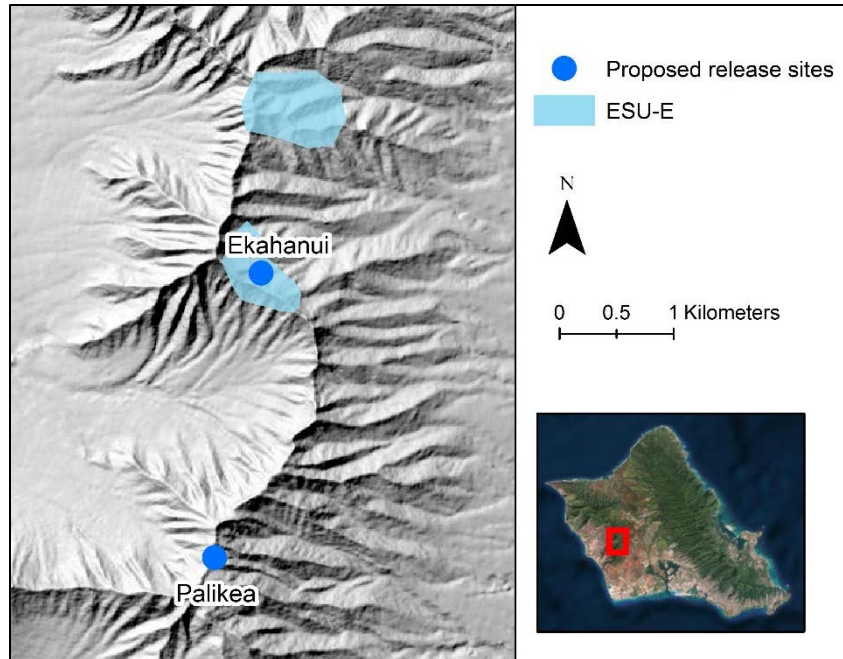 Ekahanui
Palikea
Proposed release sites
ESU-E
N
0 0.5 1 Kilometers